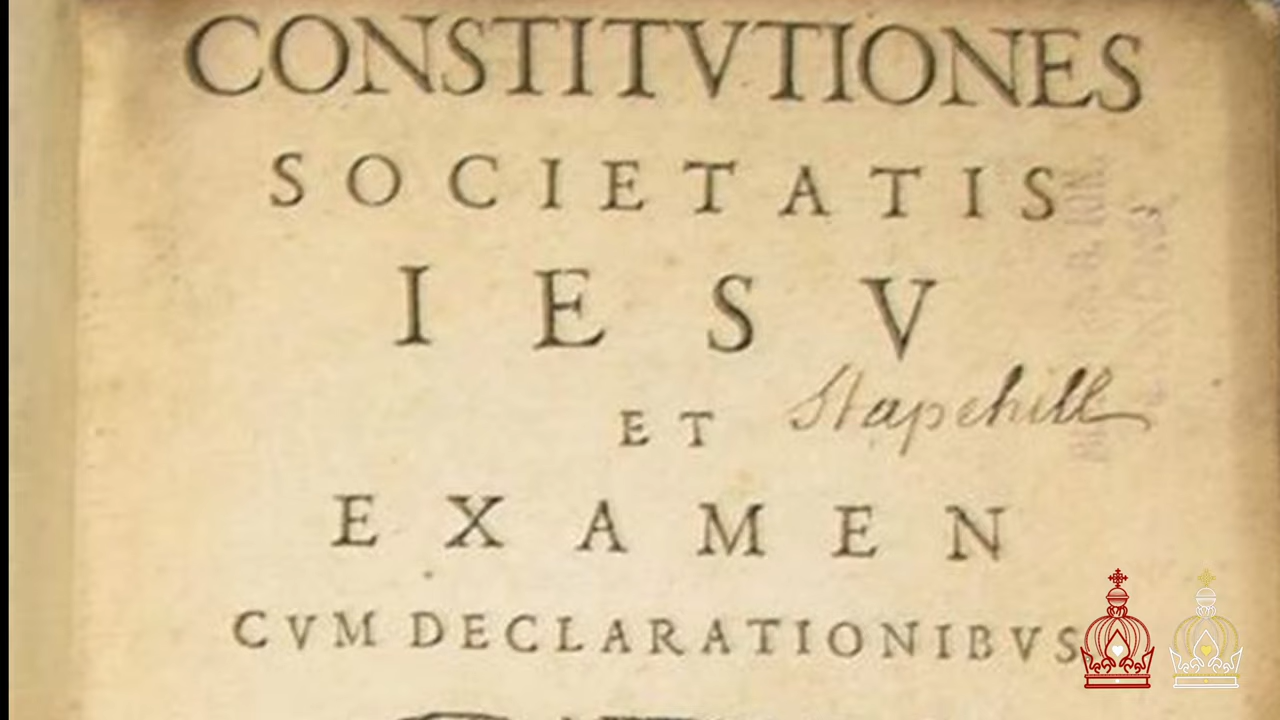 CONSTITVTIONES
SOCIETATIS
IESV
ET
Stapehill
EXAMEN
CVM DECLARATIONIBVS